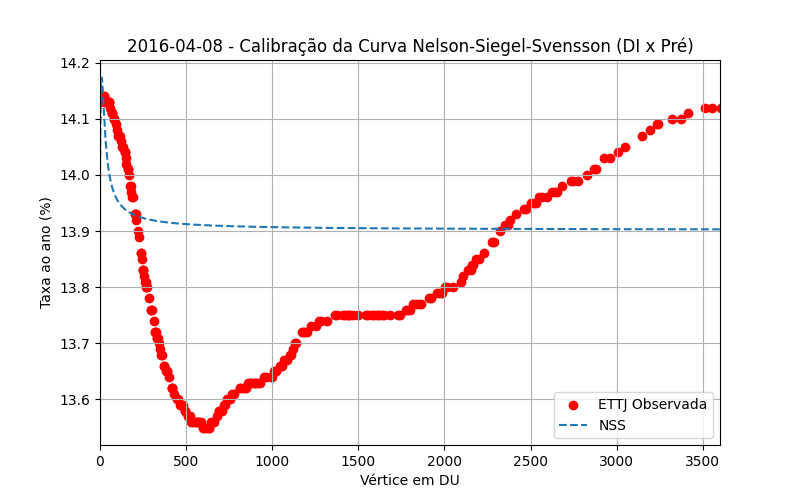 2016-04-08 - Calibração da Curva Nelson-Siegel-Svensson (DI x Pré)
14.2
14.1
14.0
13.9
13.8
13.7
13.6
Taxa ao ano (%)
ETTJ Observada
NSS
0 500 1000 1500 2000 2500 3000 3500
Vértice em DU